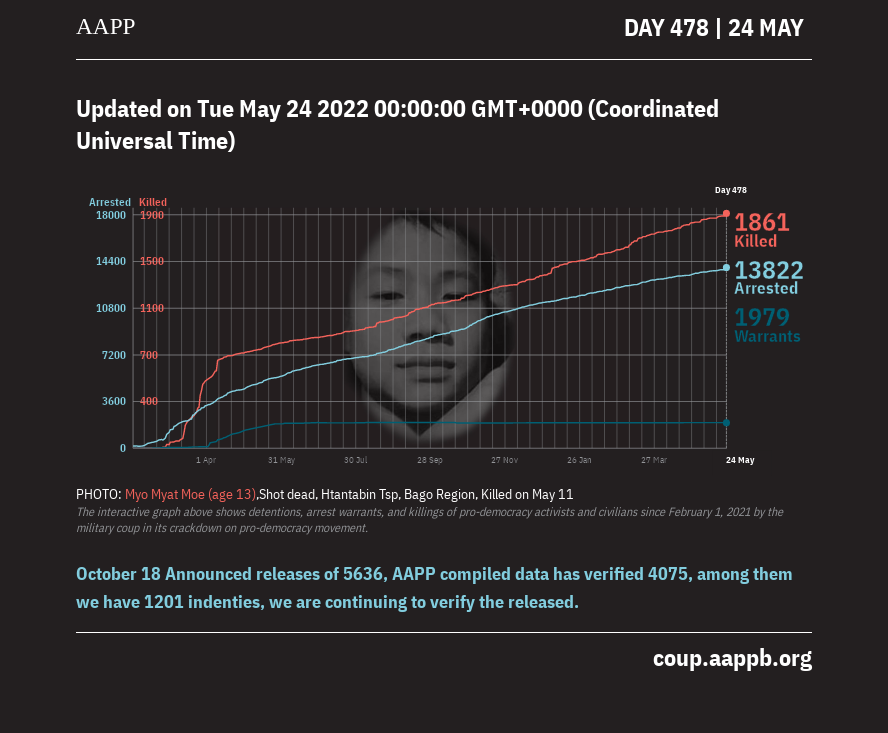 AAPP
DAY 478 | 24 MAY
Updated on Tue May 24 2022 00:00:00 GMT+0000 (Coordinated
Universal Time)
Day 478
Arrested Killed
18000 1900
14400 1500
10800 1100
7200 700
3600 400
0
1861
Killed
13822
Arrested
1979
Warrants
1 Apr 31 May 30 Jul 28 Sep 27 Nov 26 Jan 27 Mar 24 May
PHOTO: Myo Myat Moe (age 13),Shot dead, Htantabin Tsp, Bago Region, Killed on May 11
The interactive graph above shows detentions, arrest warrants, and killings of pro-democracy activists and civilians since February 1, 2021 by the
military coup in its crackdown on pro-democracy movement.
October 18 Announced releases of 5636, AAPP compiled data has verified 4075, among them
we have 1201 indenties, we are continuing to verify the released.
coup.aappb.org